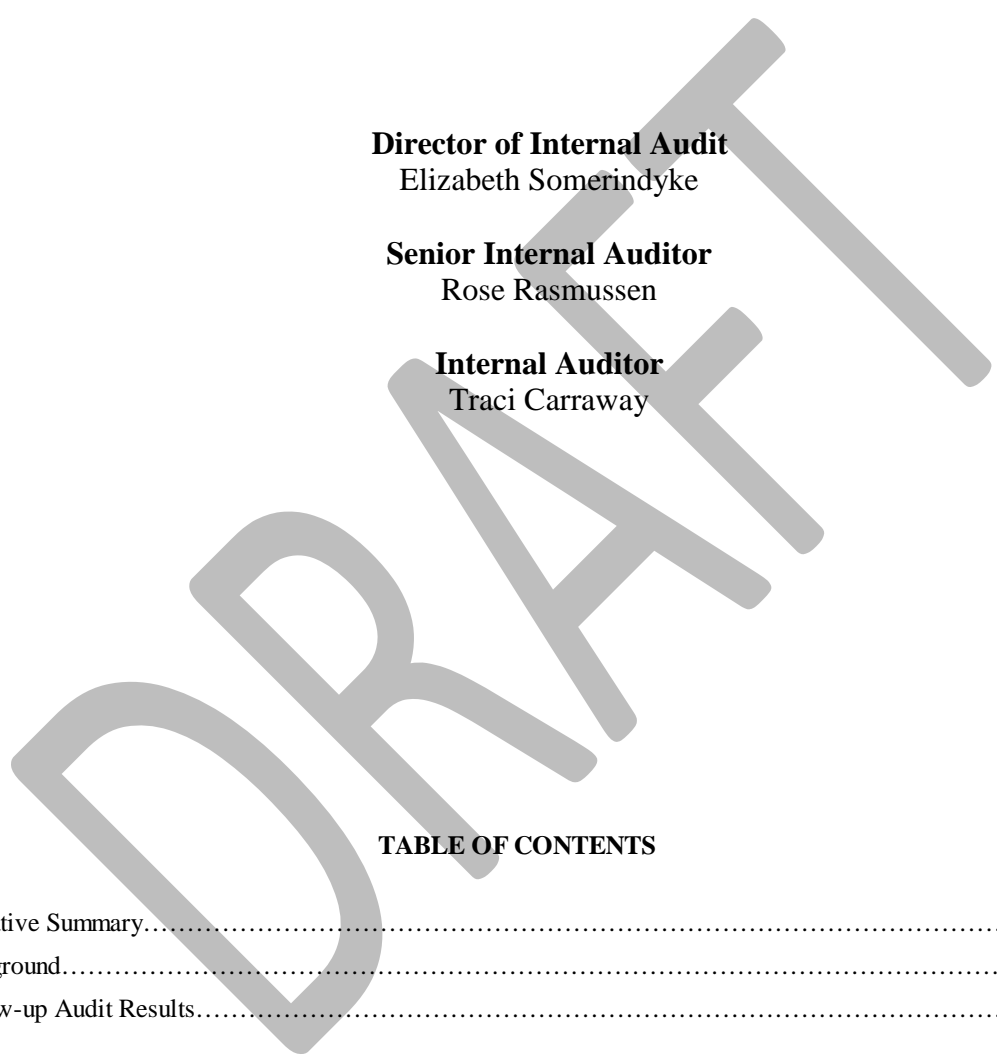 Director of Internal Audit
Elizabeth Somerindyke
Senior Internal Auditor
Rose Rasmussen
Internal Auditor
Traci Carraway
DRAFT
TABLE OF CONTENTS
tive Summary……………………………………………………………………………………
ground……………………………………………………………………………………………
w-up Audit Results………………………………………………………………………………